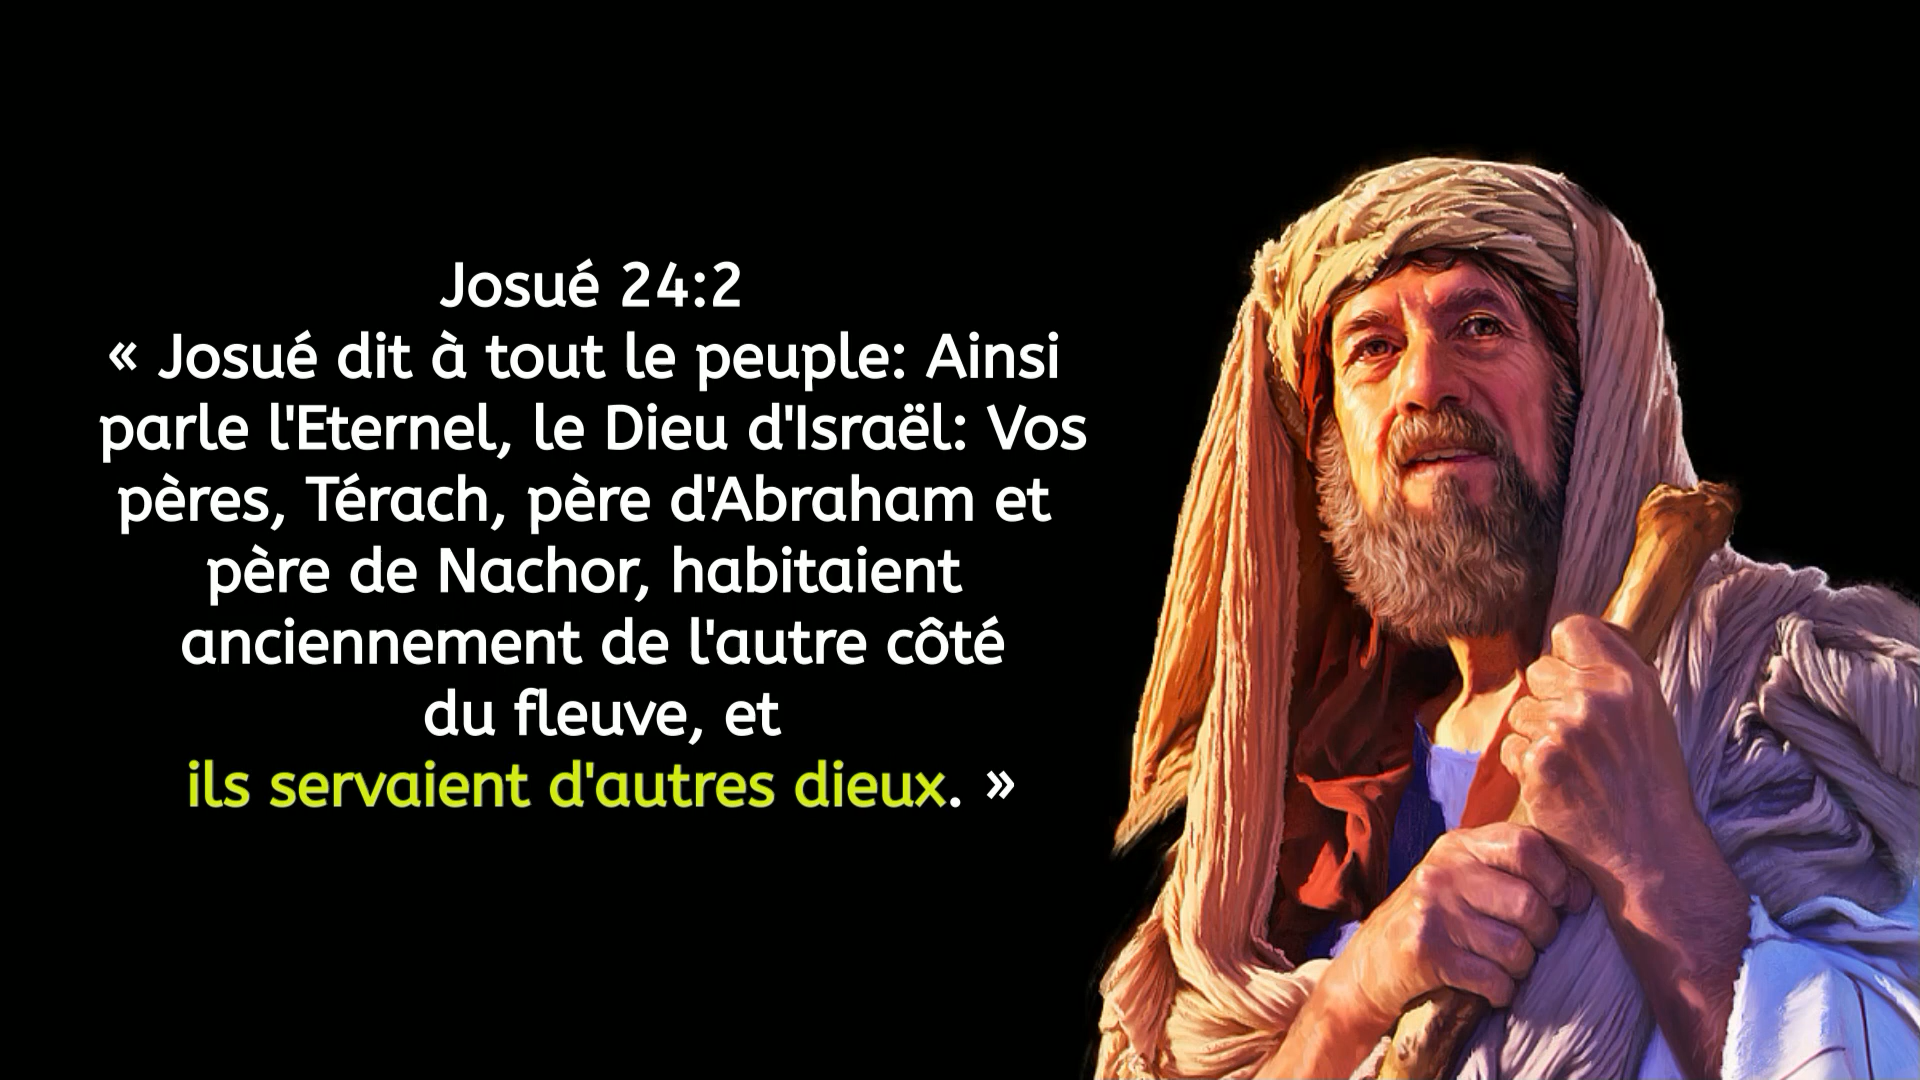 Josué 24:2
« Josué dit à tout le peuple: Ainsi
parle l'Eternel, le Dieu d'Israël: Vos
pères, Térach, père d'Abraham et
père de Nachor, habitaient
anciennement de l'autre côté
du fleuve, et
ils servaient d'autres dieux. »